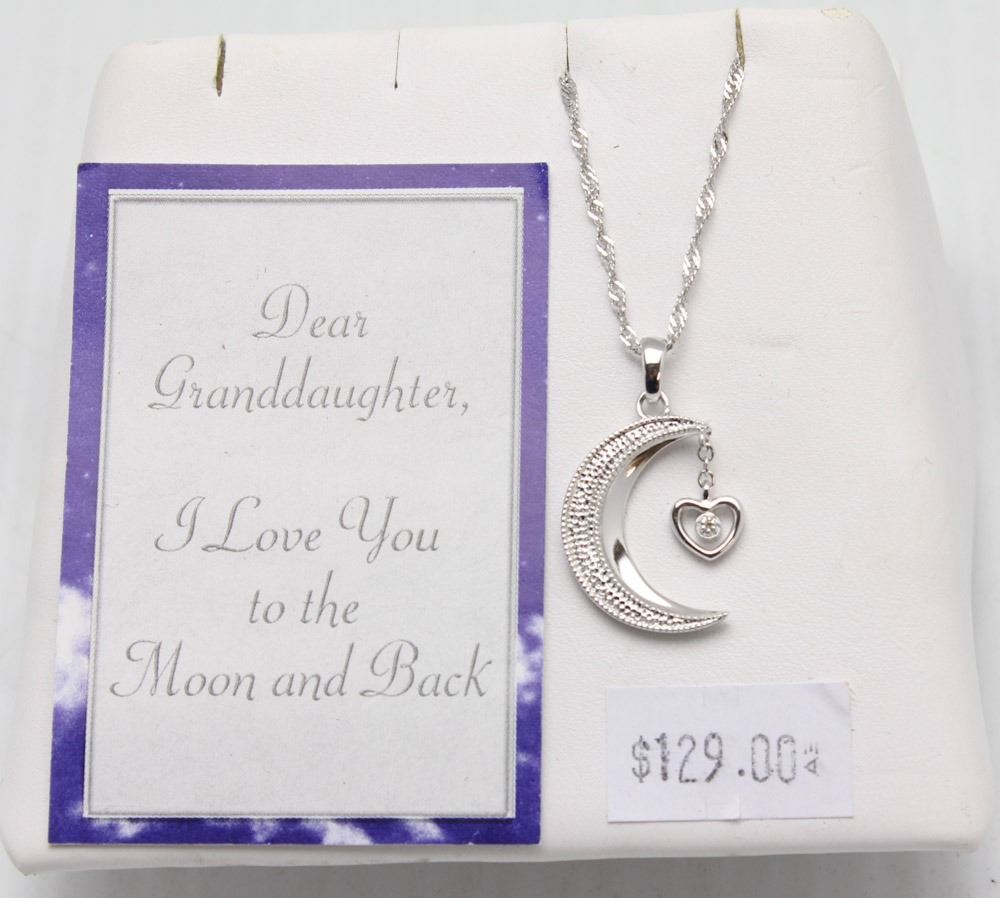 Dear
Granddaughter,
I Love You
to the
Moon and Back
$129.00